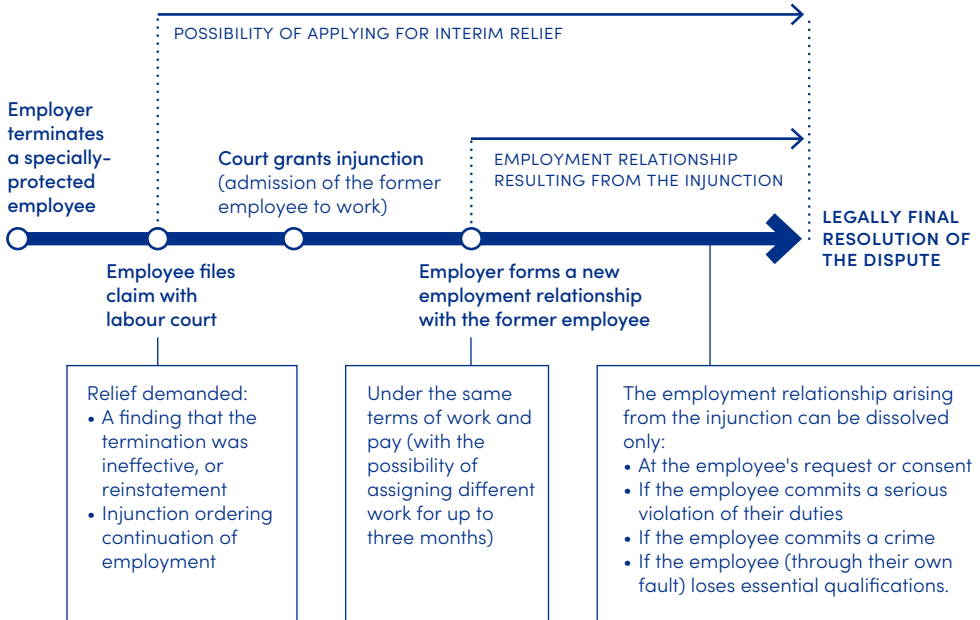 POSSIBILITY OF APPLYING FOR INTERIM RELIEF
Employer
terminates
a specially-
protected
employee
Court grants injunction
(admission of the former
employee to work)
EMPLOYMENT RELATIONSHIP
RESULTING FROM THE INJUNCTION
LEGALLY FINAL
RESOLUTION OF
THE DISPUTE
Employee files
claim with
labour court
Employer forms a new
employment relationship
with the former employee
Relief demanded:
• A finding that the
termination was
ineffective, or
reinstatement
• Injunction ordering
continuation of
employment
Under the same
terms of work and
pay (with the
possibility of
assigning different
work for up to
three months)
The employment relationship arising
from the injunction can be dissolved
only:
• At the employee's request or consent
• If the employee commits a serious
violation of their duties
• If the employee commits a crime
• If the employee (through their own
fault) loses essential qualifications.